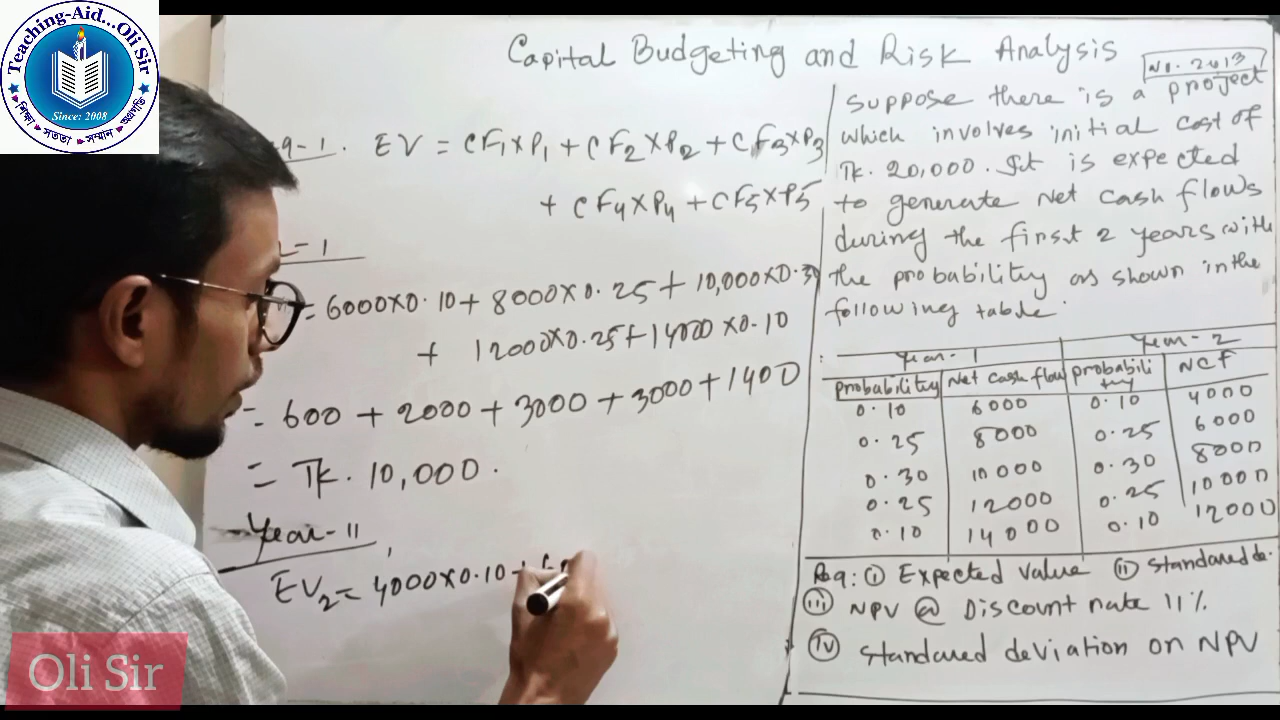 Teaching-Aid...Oli Sir
Since: 2008
শিক্ষা সততা সম্মান অগ্রগতি
Capital Budgeting and Risk Analysis
NU. 2013
Suppose there is a project
which involves initial cost of
Tk. 20,000. It is expected
to generate Net cash flows
during the first 2 years with
the probability as shown in the
following table
Year-1 Year-2
probability Net cash flow probability NCF
0.10 6000 0.10 4000
0.25 8000 0.25 6000
0.30 10000 0.30 8000
0.25 12000 0.25 10000
0.10 14000 0.10 12000
Req: (i) Expected value (ii) Standared de.
(iii) NPV @ Discount rate 11%
(iv) Standared deviation on NPV
q-1. EV = CF1×P1 + CF2×P2 + CF3×P3
+ CF4×P4 + CF5×P5
= 6000×0.10 + 8000×0.25 + 10,000×0.30
+ 12000×0.25 + 14000×0.10
= 600 + 2000 + 3000 + 3000 + 1400
= Tk. 10,000.
Year-II
EV2 = 4000×0.10 +
Oli Sir